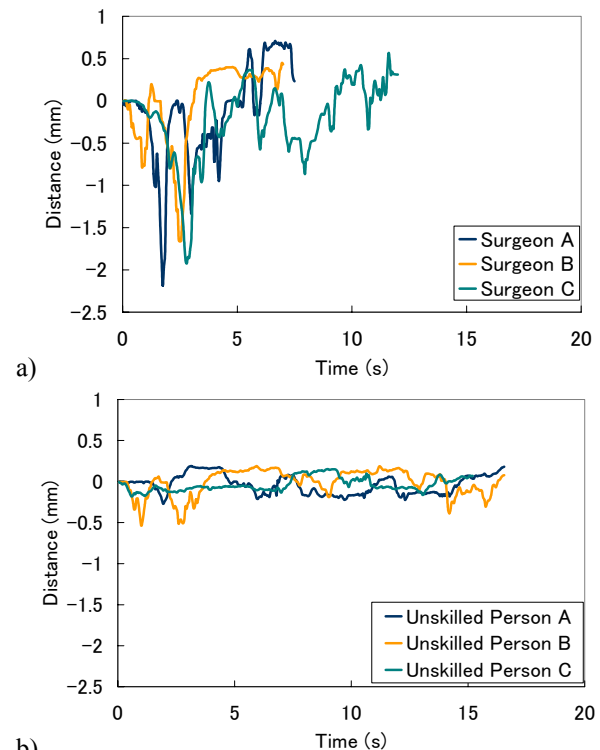 1
0.5
0
-0.5
-1
-1.5
-2
-2.5
Distance (mm)
Surgeon A
Surgeon B
Surgeon C
0 5 10 15 20
Time (s)
a)
1
0.5
0
-0.5
-1
-1.5
-2
-2.5
Distance (mm)
Unskilled Person A
Unskilled Person B
Unskilled Person C
0 5 10 15 20
Time (s)
b)